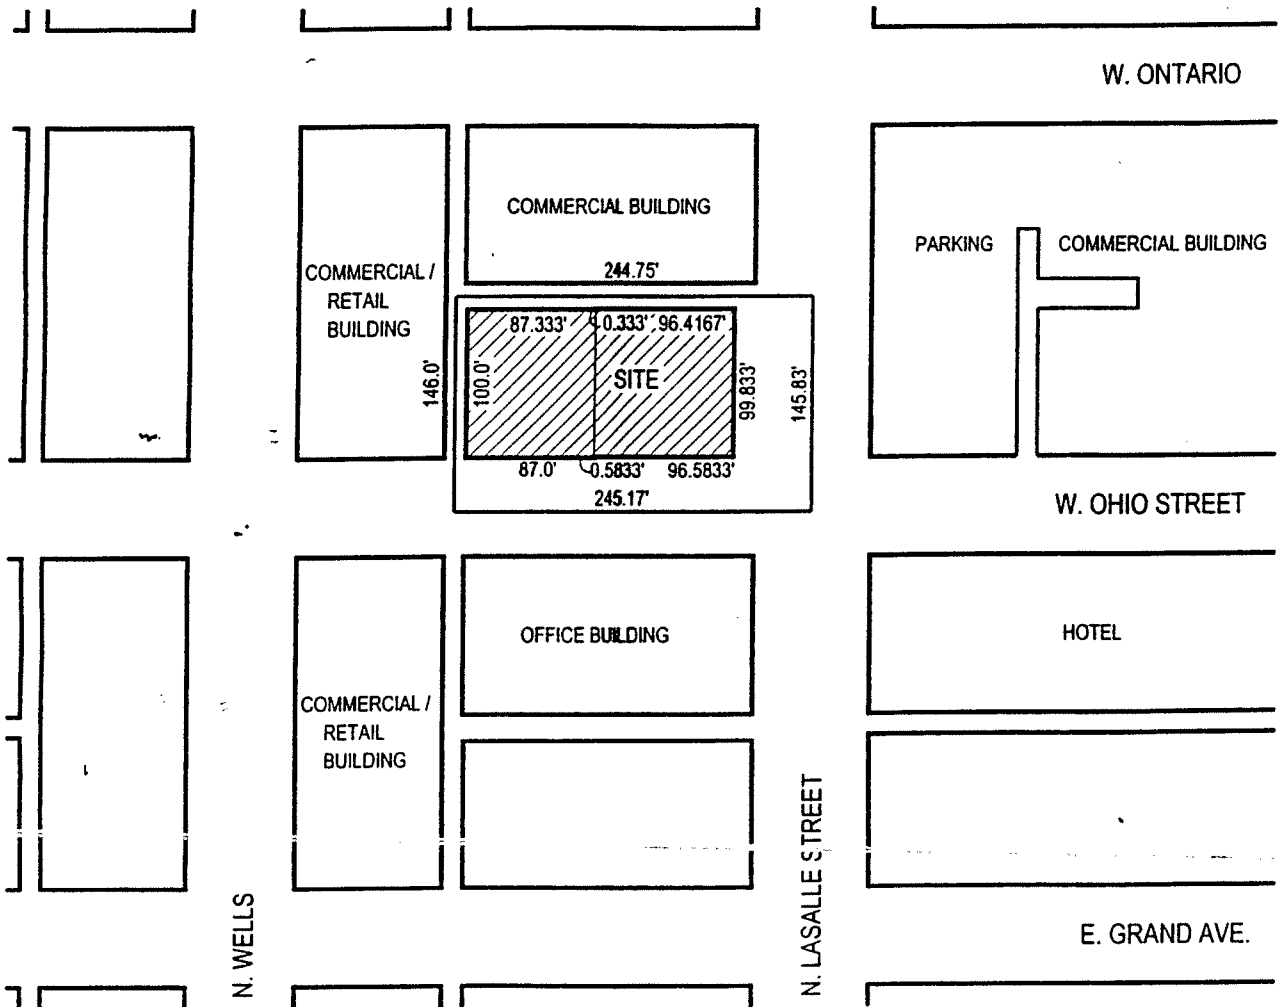 W. ONTARIO
COMMERCIAL BUILDING
244.75'
PARKING
COMMERCIAL BUILDING
COMMERCIAL /
RETAIL
BUILDING
87.333'
0.333'
96.4167'
146.0'
100.0'
SITE
99.833'
145.83'
87.0'
0.5833'
96.5833'
245.17'
W. OHIO STREET
OFFICE BUILDING
HOTEL
COMMERCIAL /
RETAIL
BUILDING
N. WELLS
N. LASALLE STREET
E. GRAND AVE.